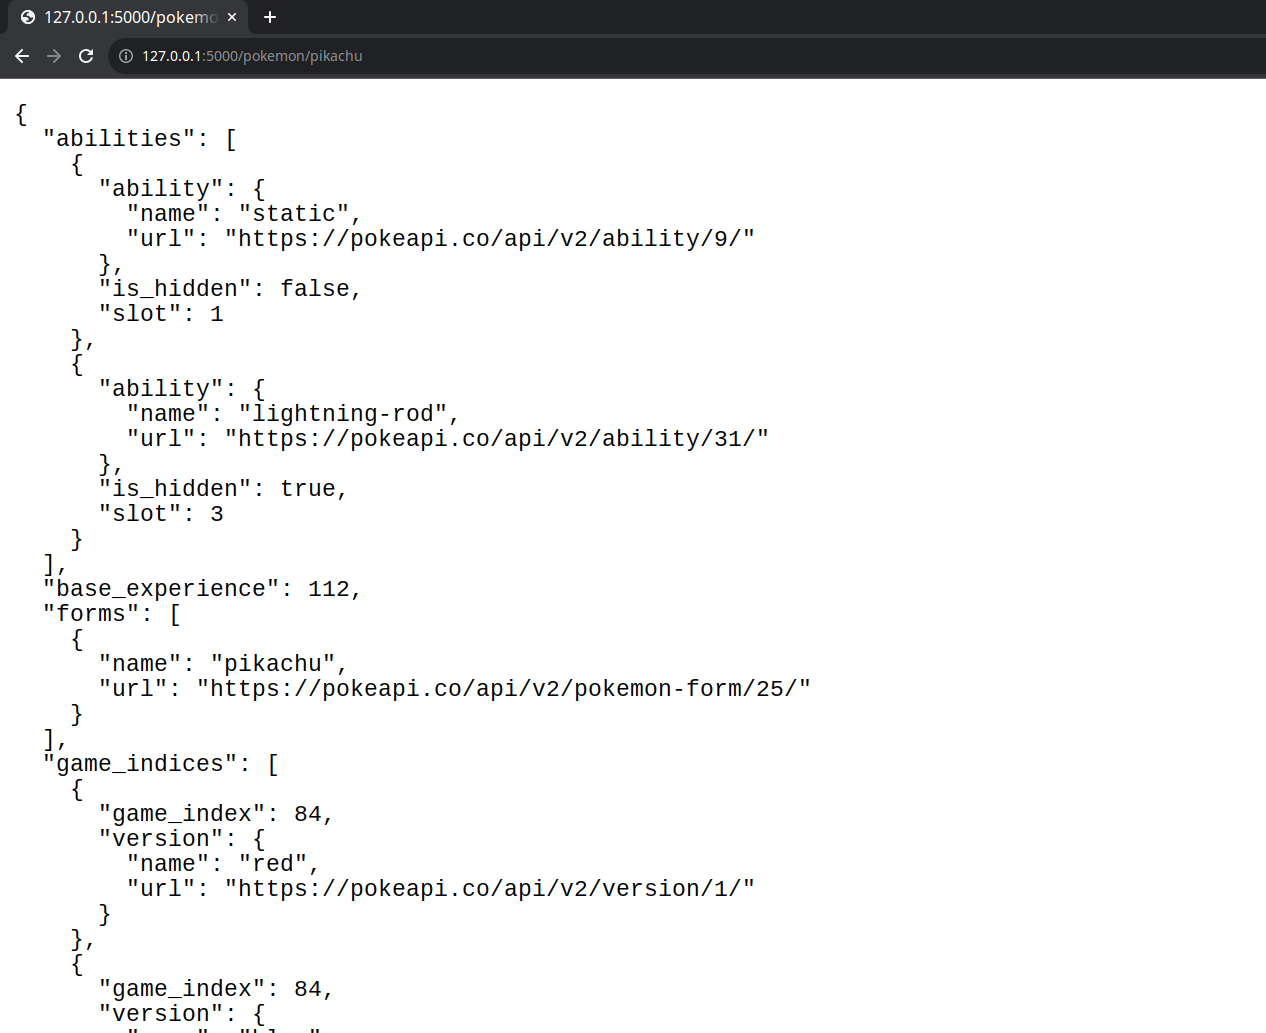 127.0.0.1:5000/pokemo
127.0.0.1:5000/pokemon/pikachu
{
  "abilities": [
    {
      "ability": {
        "name": "static",
        "url": "https://pokeapi.co/api/v2/ability/9/"
      },
      "is_hidden": false,
      "slot": 1
    },
    {
      "ability": {
        "name": "lightning-rod",
        "url": "https://pokeapi.co/api/v2/ability/31/"
      },
      "is_hidden": true,
      "slot": 3
    }
  ],
  "base_experience": 112,
  "forms": [
    {
      "name": "pikachu",
      "url": "https://pokeapi.co/api/v2/pokemon-form/25/"
    }
  ],
  "game_indices": [
    {
      "game_index": 84,
      "version": {
        "name": "red",
        "url": "https://pokeapi.co/api/v2/version/1/"
      }
    },
    {
      "game_index": 84,
      "version": {